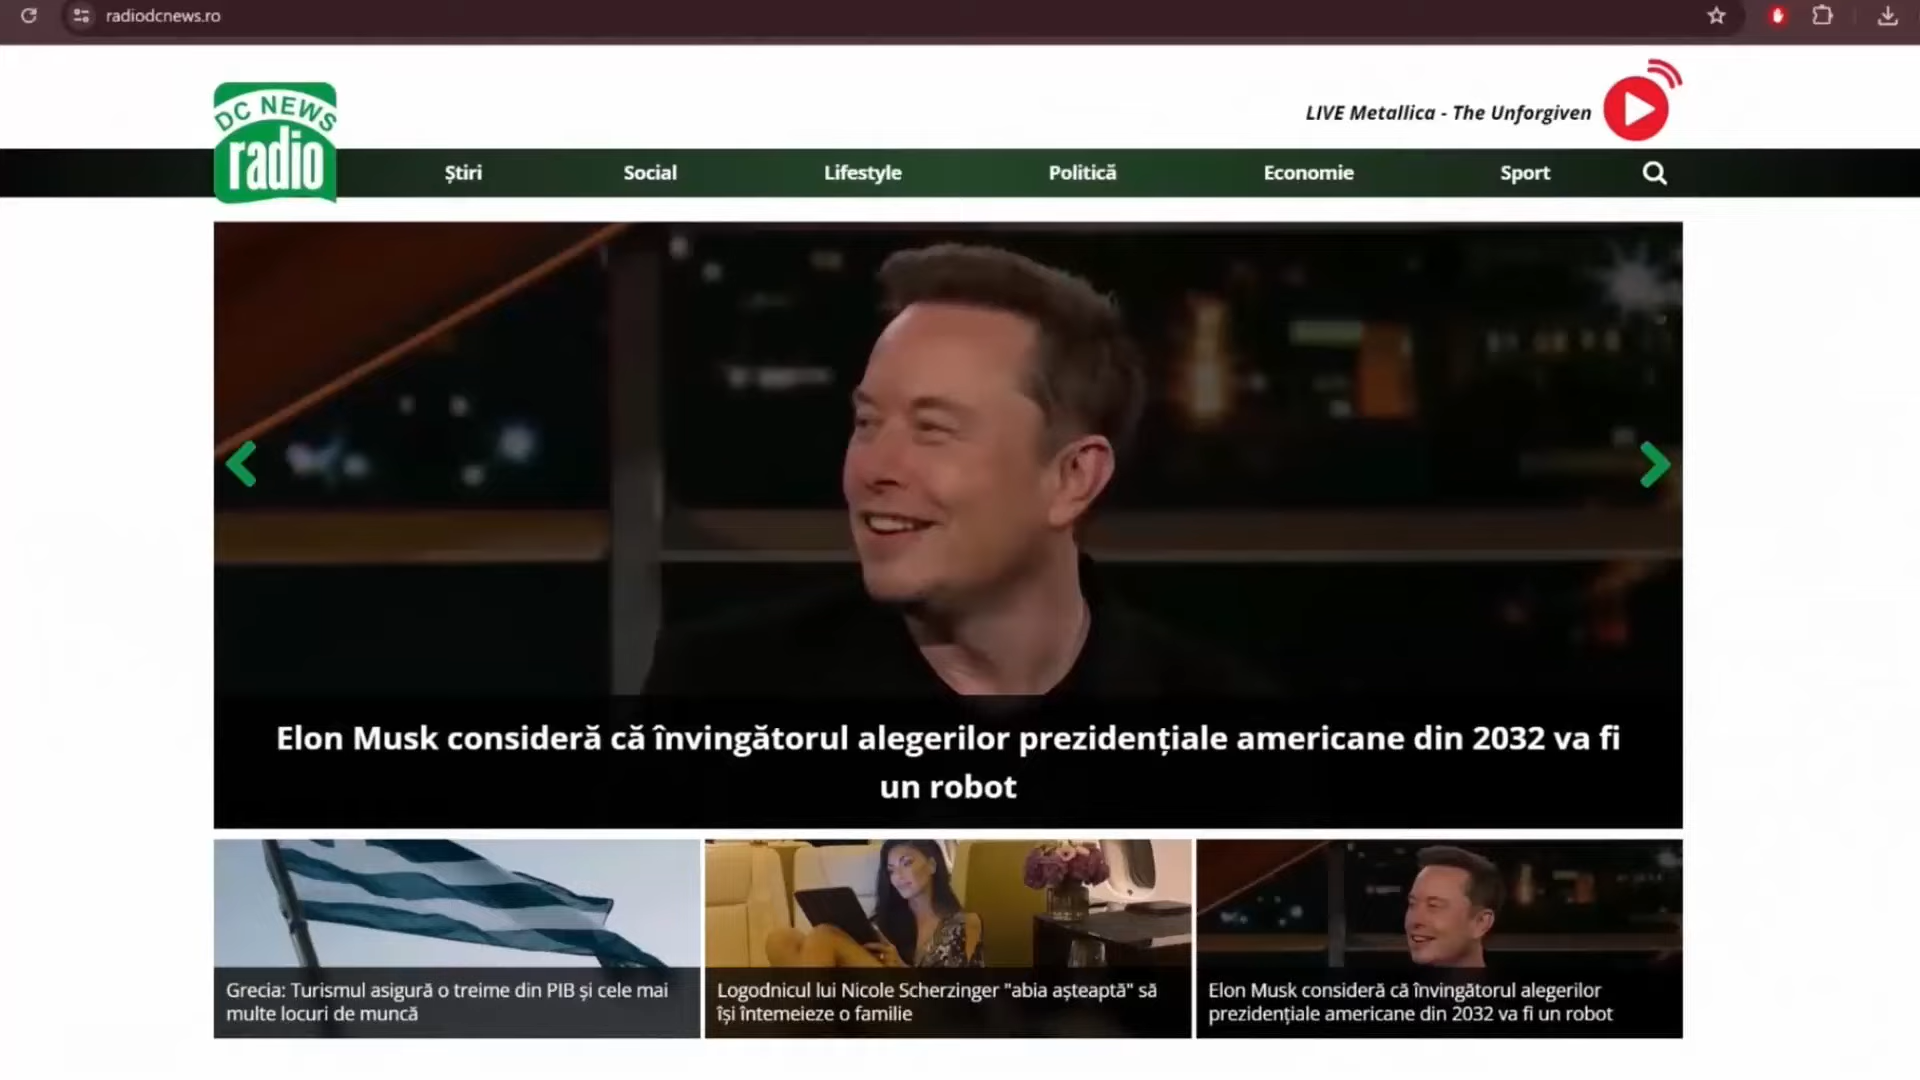 radiodcnews.ro
DC NEWS
radio
LIVE Metallica - The Unforgiven
Știri Social Lifestyle Politică Economie Sport
Elon Musk consideră că învingătorul alegerilor prezidențiale americane din 2032 va fi
un robot
Grecia: Turismul asigură o treime din PIB și cele mai
multe locuri de muncă
Logodnicul lui Nicole Scherzinger "abia așteaptă" să
își întemeieze o familie
Elon Musk consideră că învingătorul alegerilor
prezidențiale americane din 2032 va fi un robot